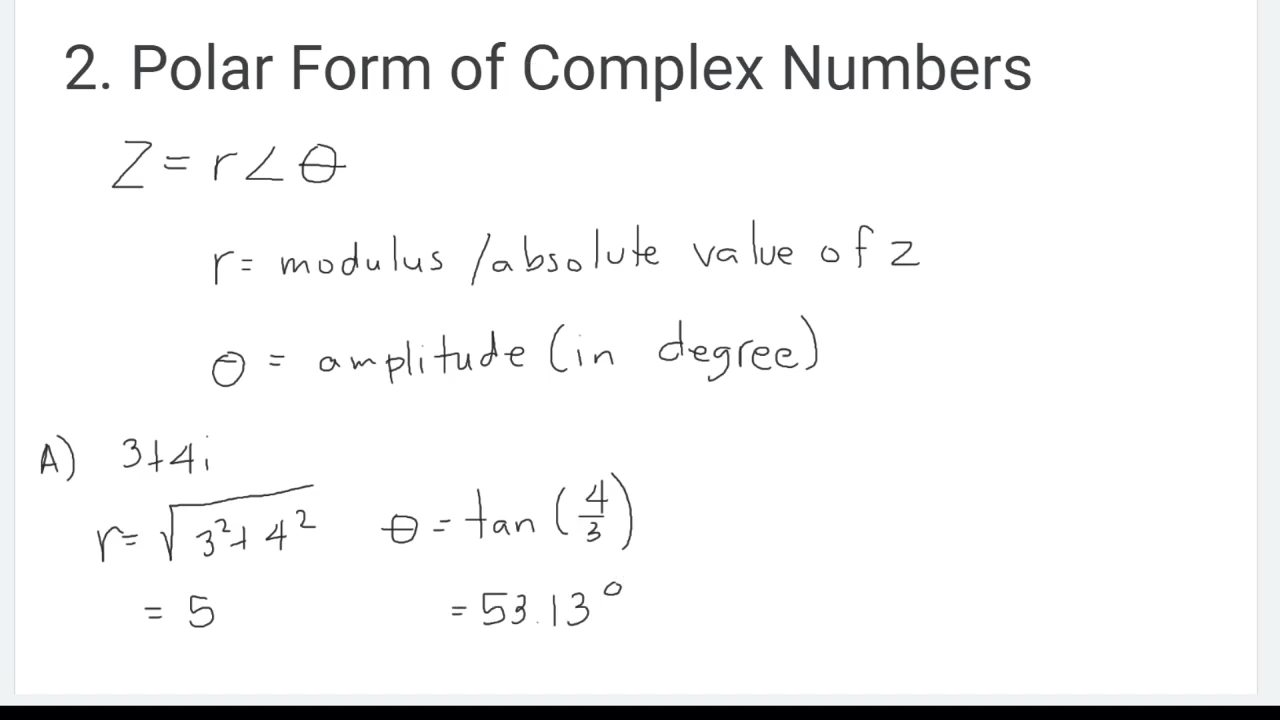 2. Polar Form of Complex Numbers
Z = r∠θ
r = modulus /absolute value of z
θ = amplitude (in degree)
A) 3+4i
r = √(3²+4²) θ = tan (4/3)
= 5 = 53.13°